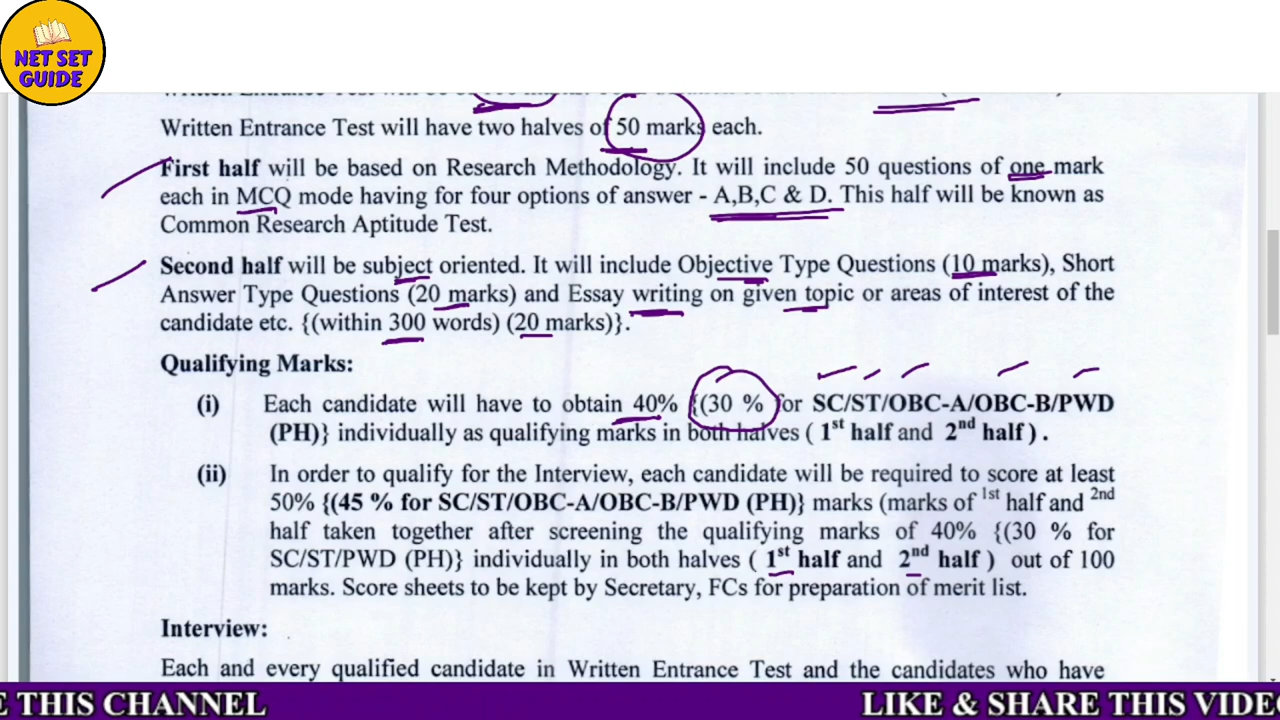 NET SET
GUIDE
Written Entrance Test will have two halves of 50 marks each.
First half will be based on Research Methodology. It will include 50 questions of one mark
each in MCQ mode having for four options of answer - A,B,C & D. This half will be known as
Common Research Aptitude Test.
Second half will be subject oriented. It will include Objective Type Questions (10 marks), Short
Answer Type Questions (20 marks) and Essay writing on given topic or areas of interest of the
candidate etc. {(within 300 words) (20 marks)}.
Qualifying Marks:
(i) Each candidate will have to obtain 40% {(30 % for SC/ST/OBC-A/OBC-B/PWD
(PH)} individually as qualifying marks in both halves ( 1st half and 2nd half ) .
(ii) In order to qualify for the Interview, each candidate will be required to score at least
50% {(45 % for SC/ST/OBC-A/OBC-B/PWD (PH)} marks (marks of 1st half and 2nd
half taken together after screening the qualifying marks of 40% {(30 % for
SC/ST/PWD (PH)} individually in both halves ( 1st half and 2nd half ) out of 100
marks. Score sheets to be kept by Secretary, FCs for preparation of merit list.
Interview:
Each and every qualified candidate in Written Entrance Test and the candidates who have
E THIS CHANNEL LIKE & SHARE THIS VIDE